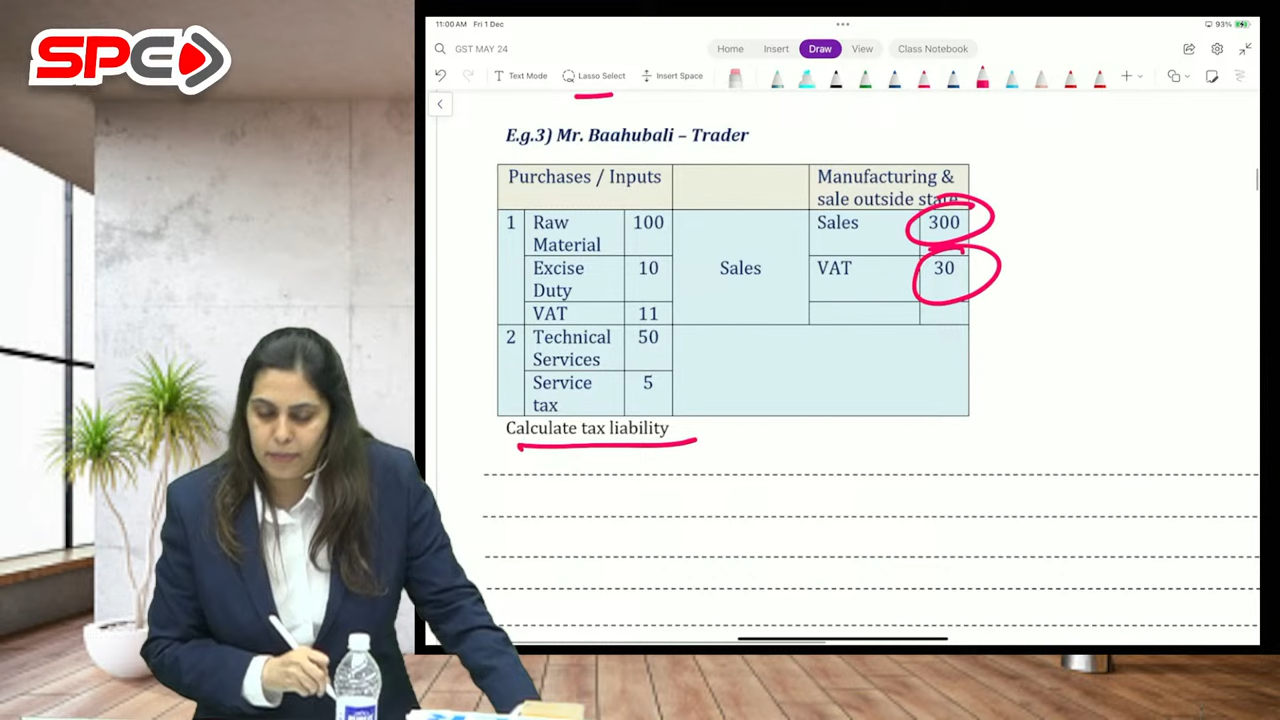 SPED
11:00 AM Fri 1 Dec
93%
GST MAY 24
Home Insert Draw View Class Notebook
Text Mode Lasso Select Insert Space
E.g.3) Mr. Baahubali – Trader
Purchases / Inputs
Manufacturing &
sale outside state
1 Raw
Material 100
Excise
Duty 10
VAT 11
2 Technical
Services 50
Service
tax 5
Sales
Sales 300
VAT 30
Calculate tax liability